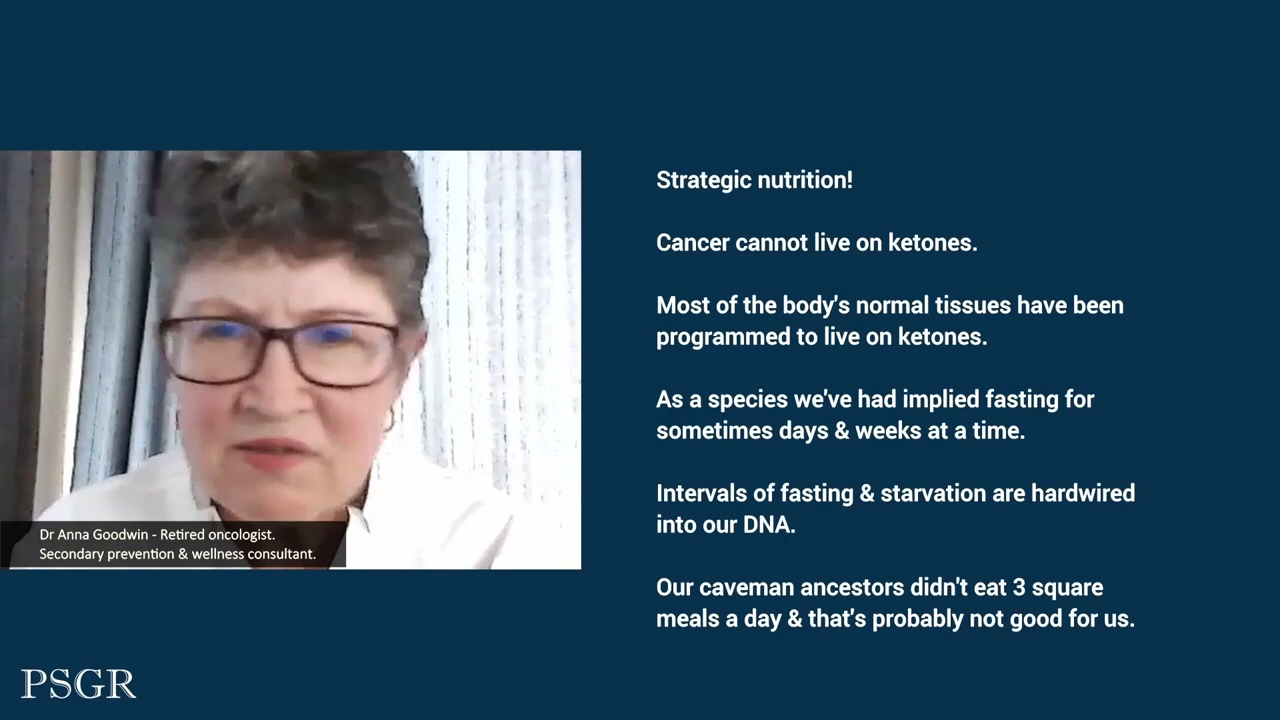 Strategic nutrition!
Cancer cannot live on ketones.
Most of the body's normal tissues have been
programmed to live on ketones.
As a species we've had implied fasting for
sometimes days & weeks at a time.
Intervals of fasting & starvation are hardwired
into our DNA.
Our caveman ancestors didn't eat 3 square
meals a day & that's probably not good for us.
Dr Anna Goodwin - Retired oncologist.
Secondary prevention & wellness consultant.
PSGR